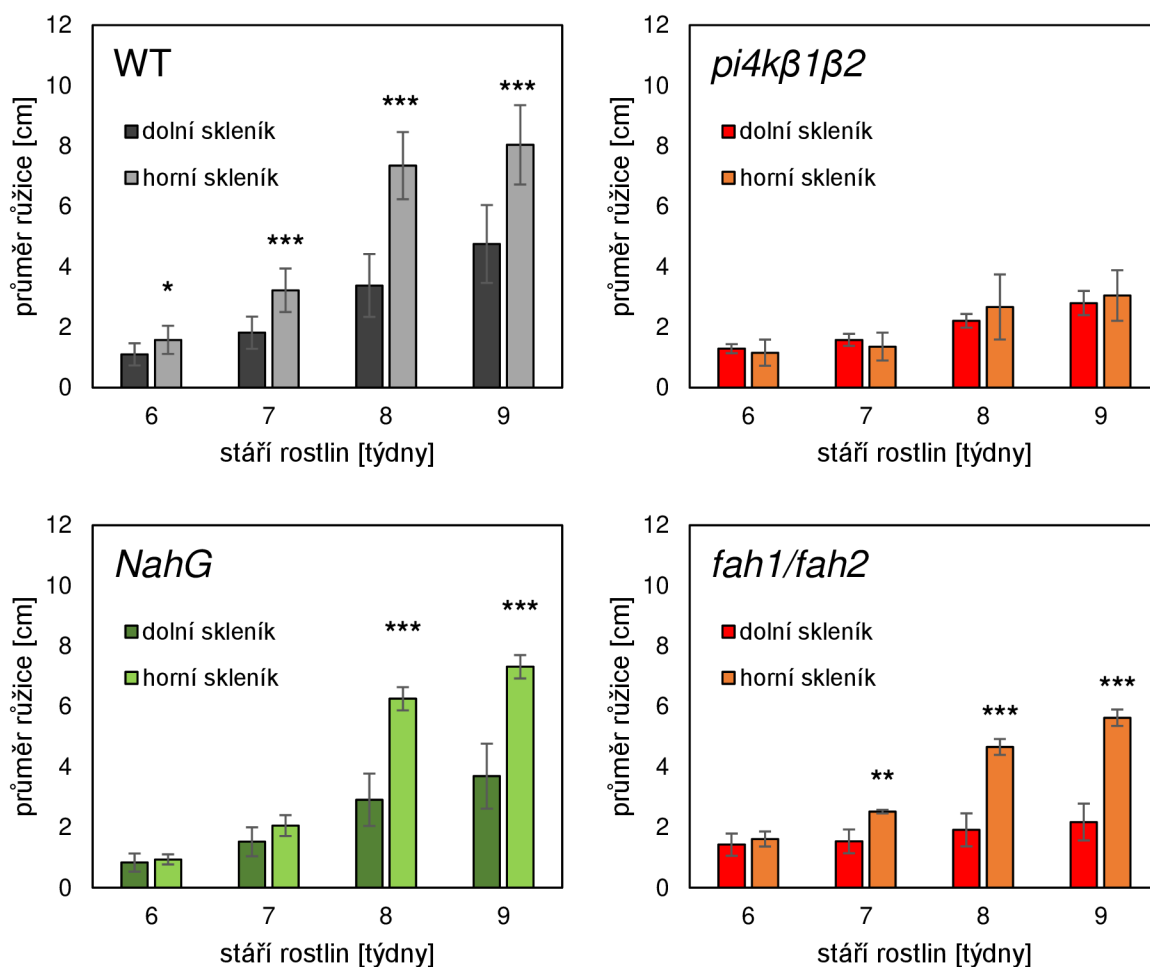 WT
dolní skleník
horní skleník
*
***
***
***
průměr růžice [cm]
12
10
8
6
4
2
0
6 7 8 9
stáří rostlin [týdny]
pi4kβ1β2
dolní skleník
horní skleník
průměr růžice [cm]
12
10
8
6
4
2
0
6 7 8 9
stáří rostlin [týdny]
NahG
dolní skleník
horní skleník
***
***
průměr růžice [cm]
12
10
8
6
4
2
0
6 7 8 9
stáří rostlin [týdny]
fah1/fah2
dolní skleník
horní skleník
**
***
***
průměr růžice [cm]
12
10
8
6
4
2
0
6 7 8 9
stáří rostlin [týdny]